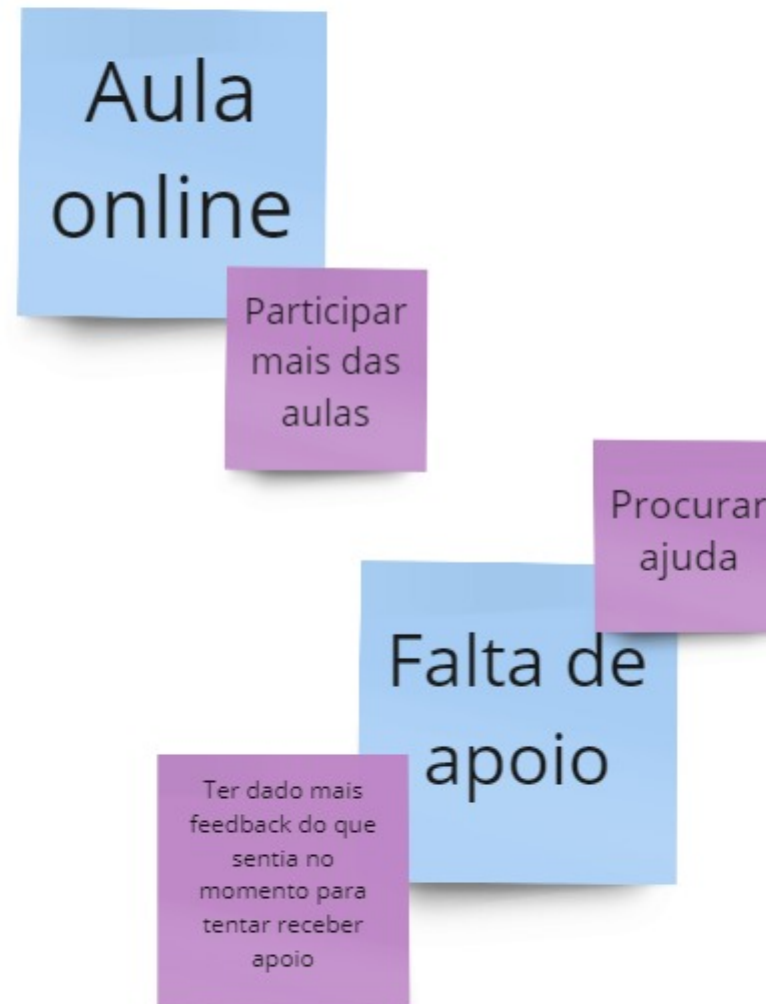 Aula
online
Participar
mais das
aulas
Procurar
ajuda
Falta de
apoio
Ter dado mais
feedback do que
sentia no
momento para
tentar receber
apoio